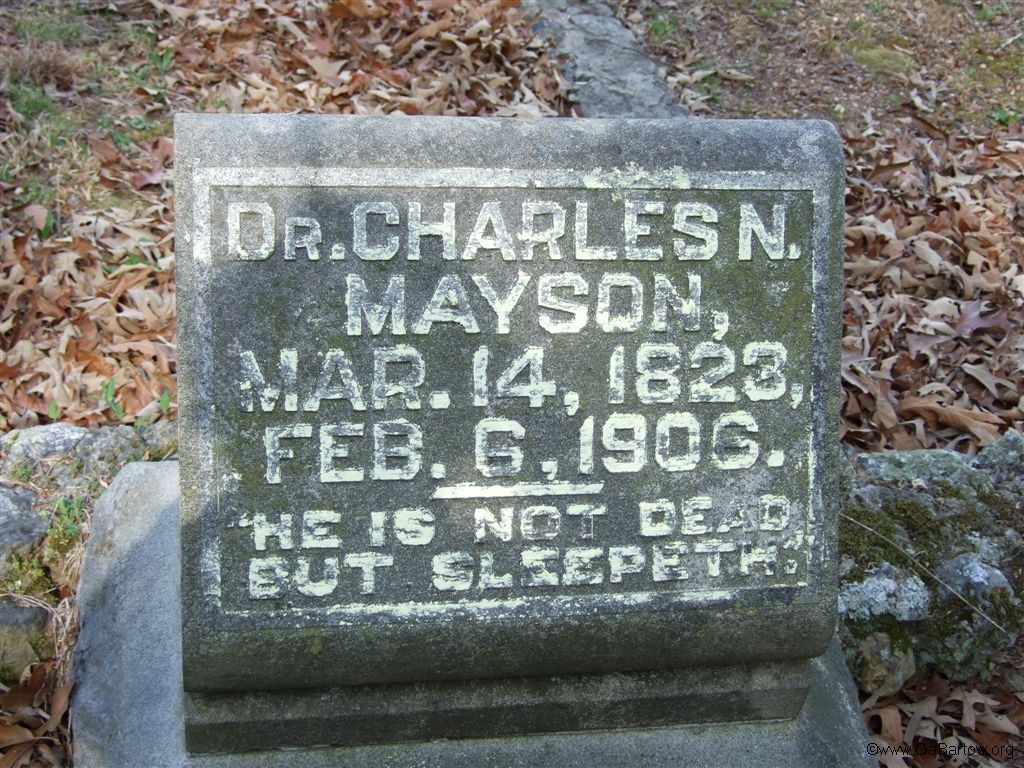 DR. CHARLES N.
MAYSON,
MAR. 14, 1823,
FEB. 6, 1906.
"HE IS NOT DEAD
BUT SLEEPETH."
©www.GaBartow.org